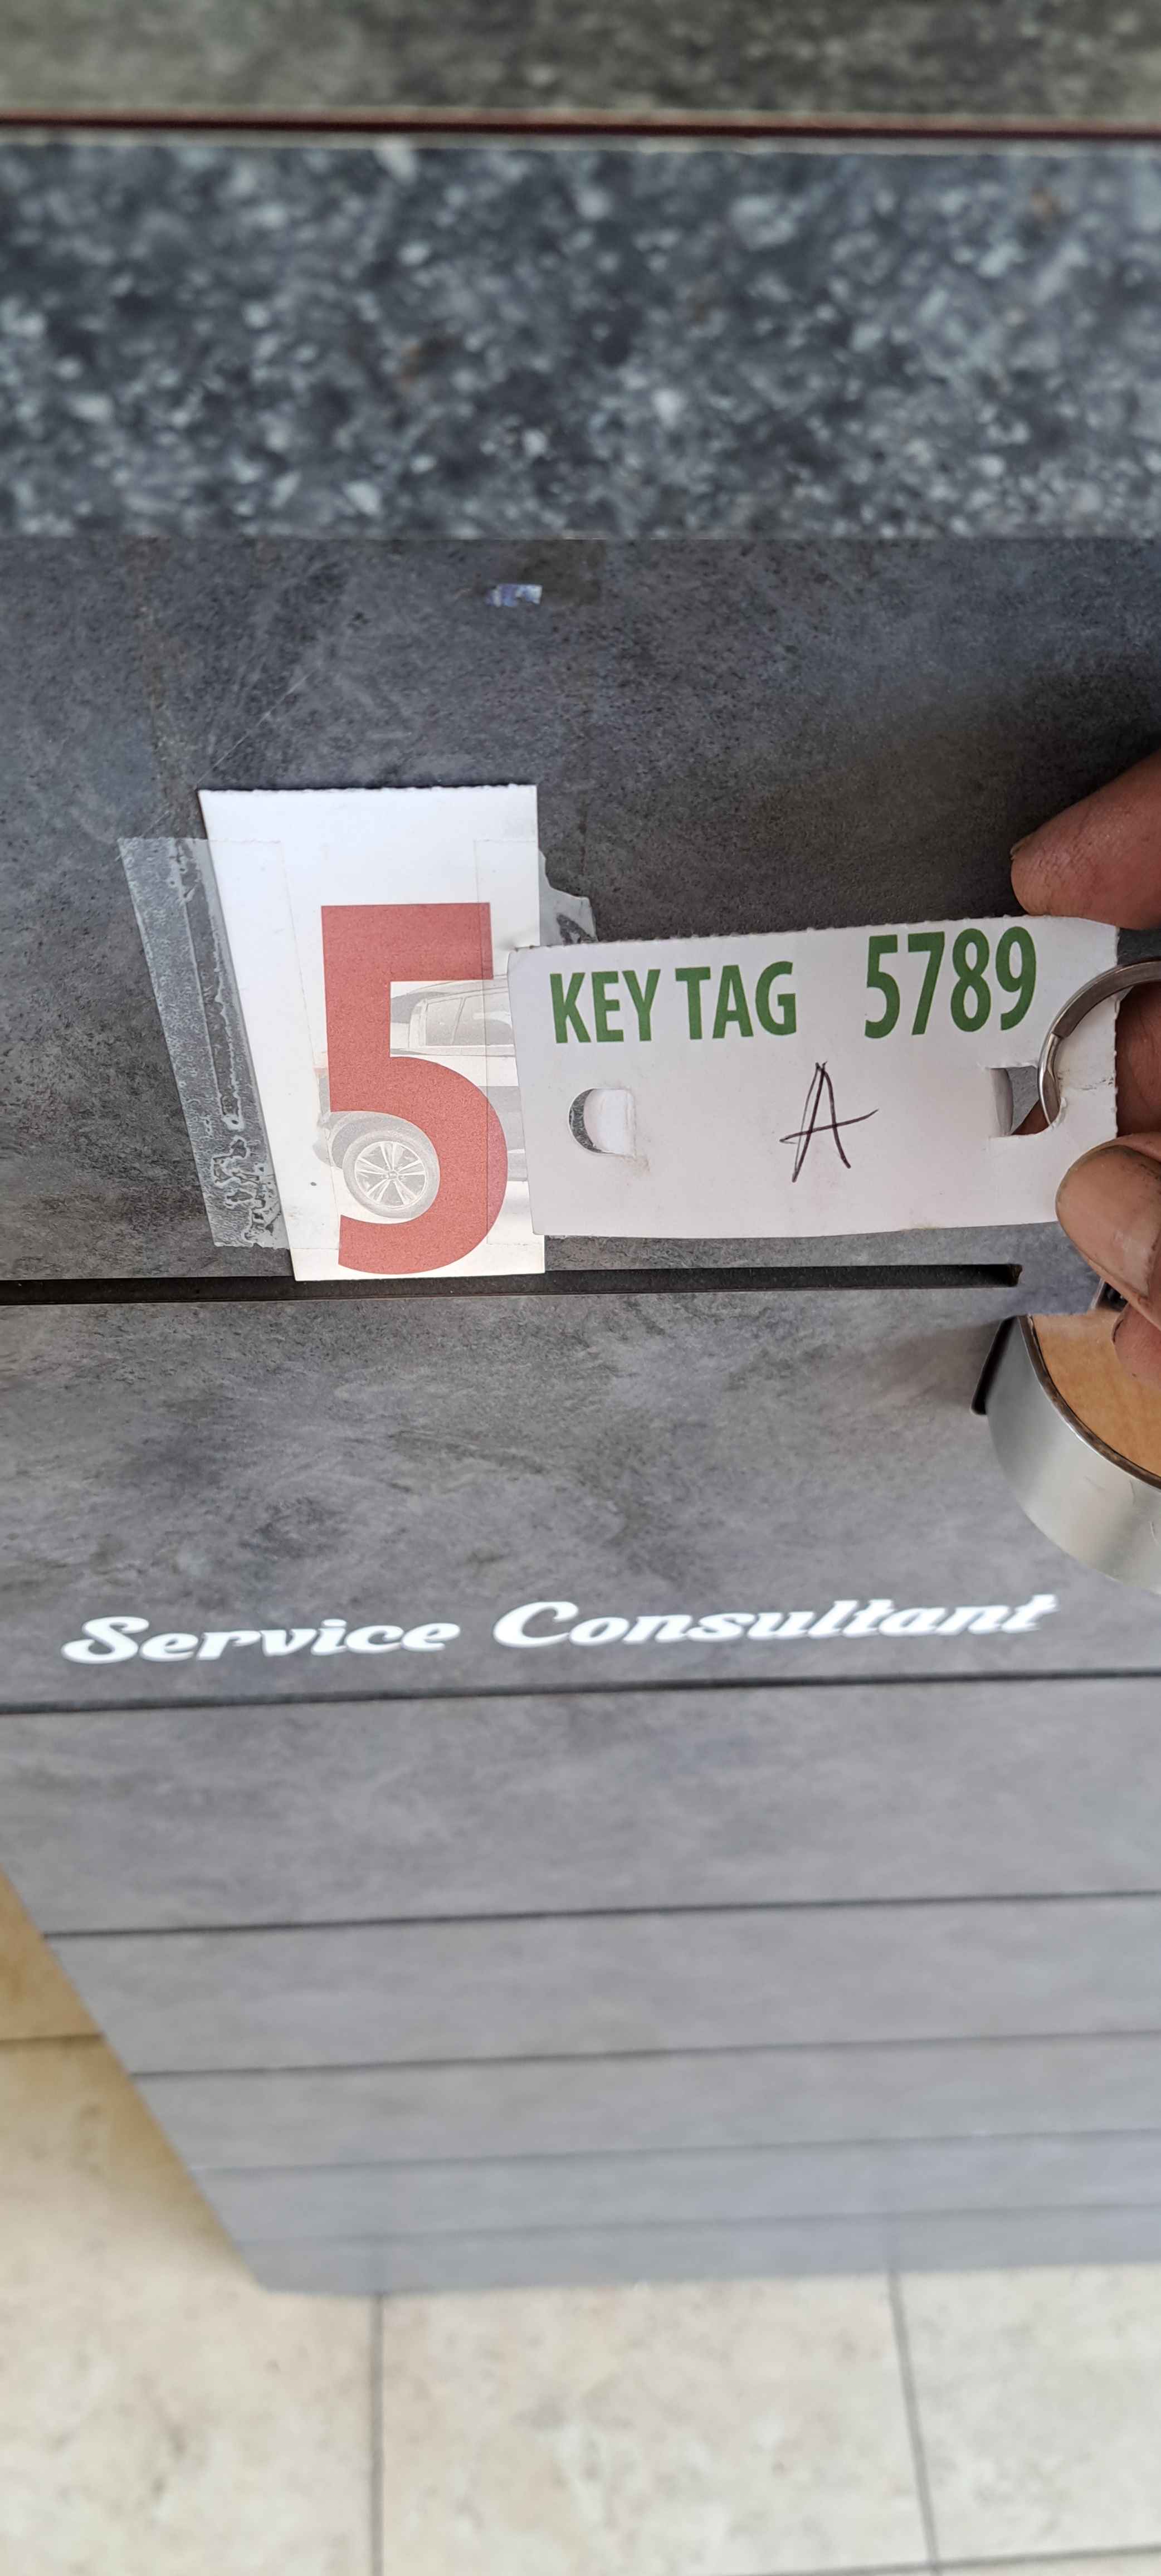 5
KEY TAG 5789
A
Service Consultant